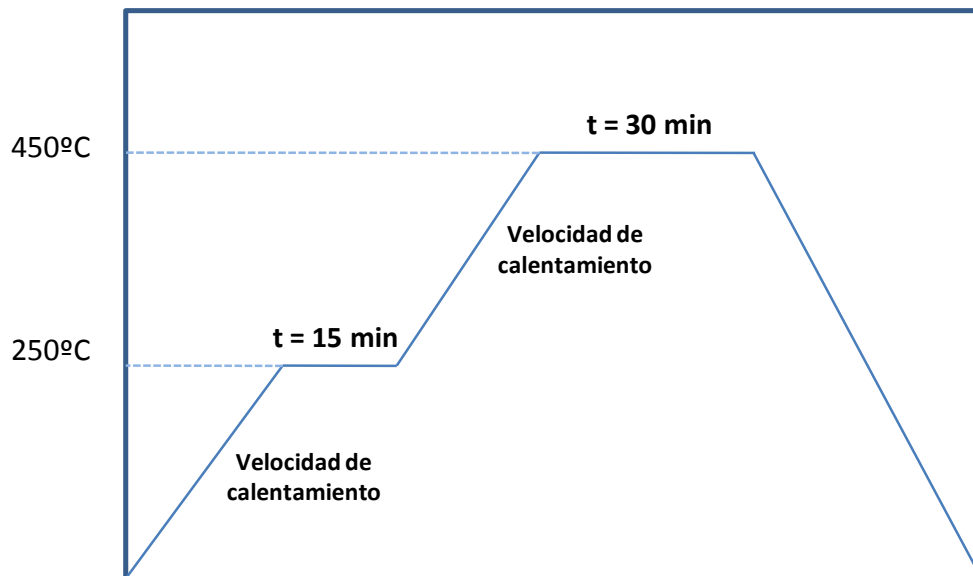 t = 30 min
450ºC
Velocidad de
calentamiento
t = 15 min
250ºC
Velocidad de
calentamiento